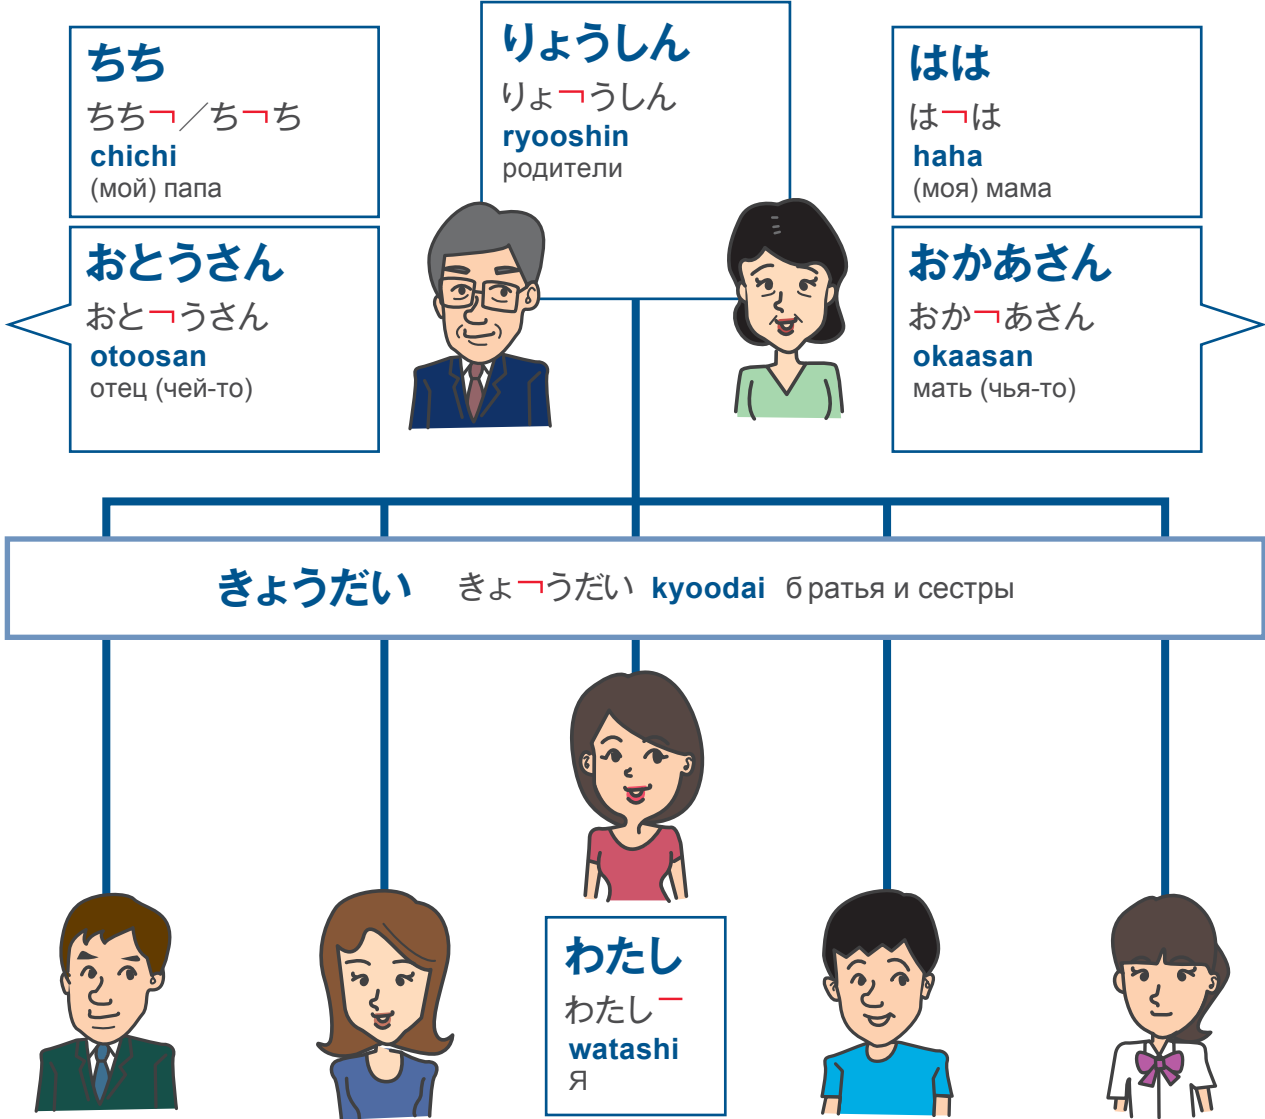 ちち
ちち¬／ち¬ち
chichi
(мой) папа
りょうしん
りょ¬うしん
ryooshin
родители
はは
は¬は
haha
(моя) мама
おとうさん
おと¬うさん
otoosan
отец (чей-то)
おかあさん
おか¬あさん
okaasan
мать (чья-то)
きょうだい きょ¬うだい kyoodai б ратья и сестры
わたし
わたし¯
watashi
Я